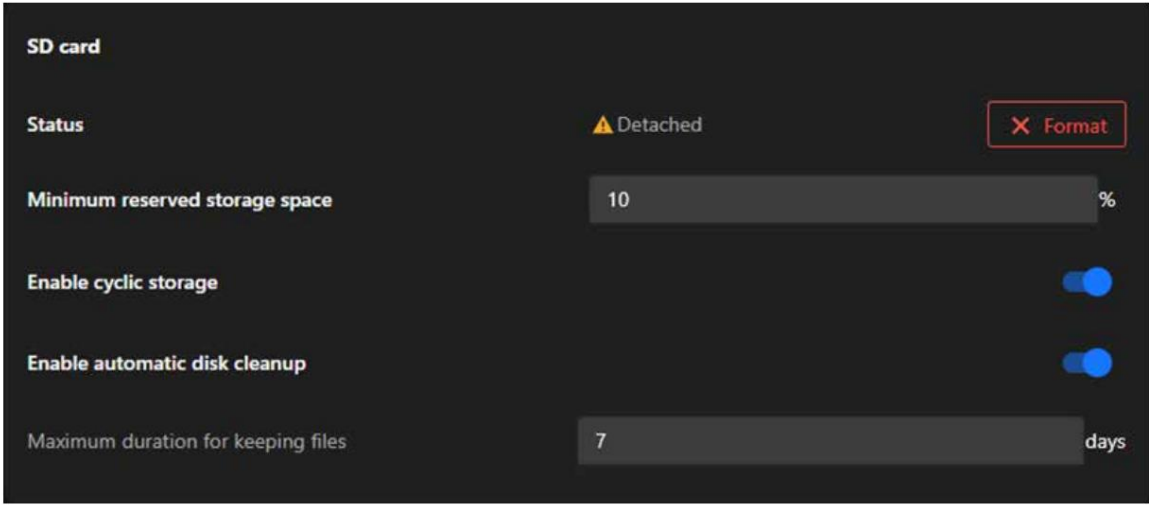 SD card
Status Detached Format
Minimum reserved storage space 10 %
Enable cyclic storage
Enable automatic disk cleanup
Maximum duration for keeping files 7 days